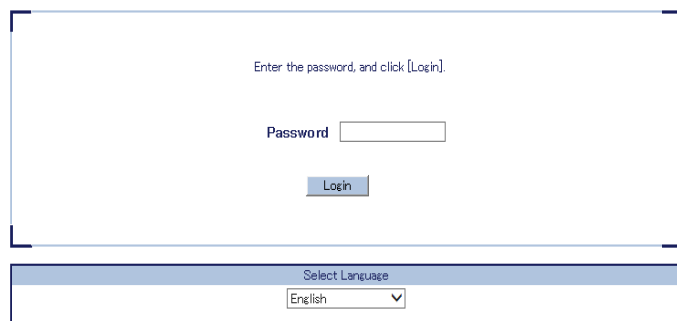 Enter the password, and click [Login].
Password
Login
Select Language
English